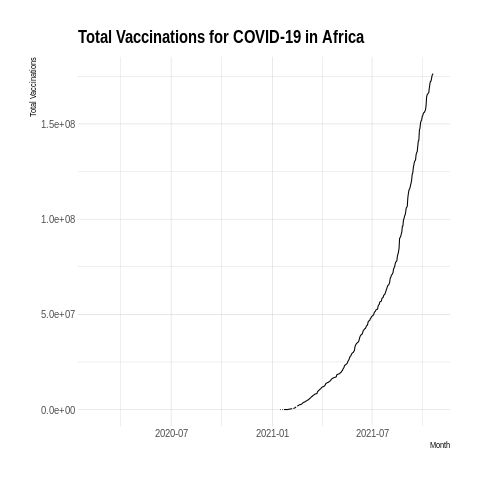 Total Vaccinations for COVID-19 in Africa
Total Vaccinations
1.5e+08
1.0e+08
5.0e+07
0.0e+00
2020-07
2021-01
2021-07
Month